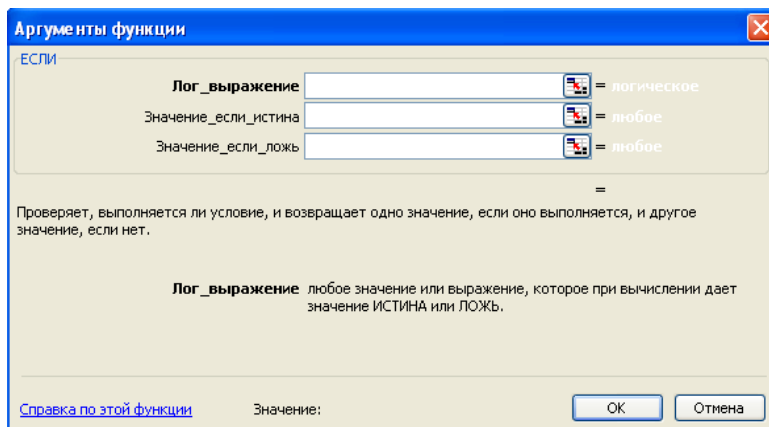 Аргументы функции
ЕСЛИ
Лог_выражение = логическое
Значение_если_истина = любое
Значение_если_ложь = любое
=
Проверяет, выполняется ли условие, и возвращает одно значение, если оно выполняется, и другое
значение, если нет.
Лог_выражение любое значение или выражение, которое при вычислении дает
значение ИСТИНА или ЛОЖЬ.
Справка по этой функции Значение: ОК Отмена